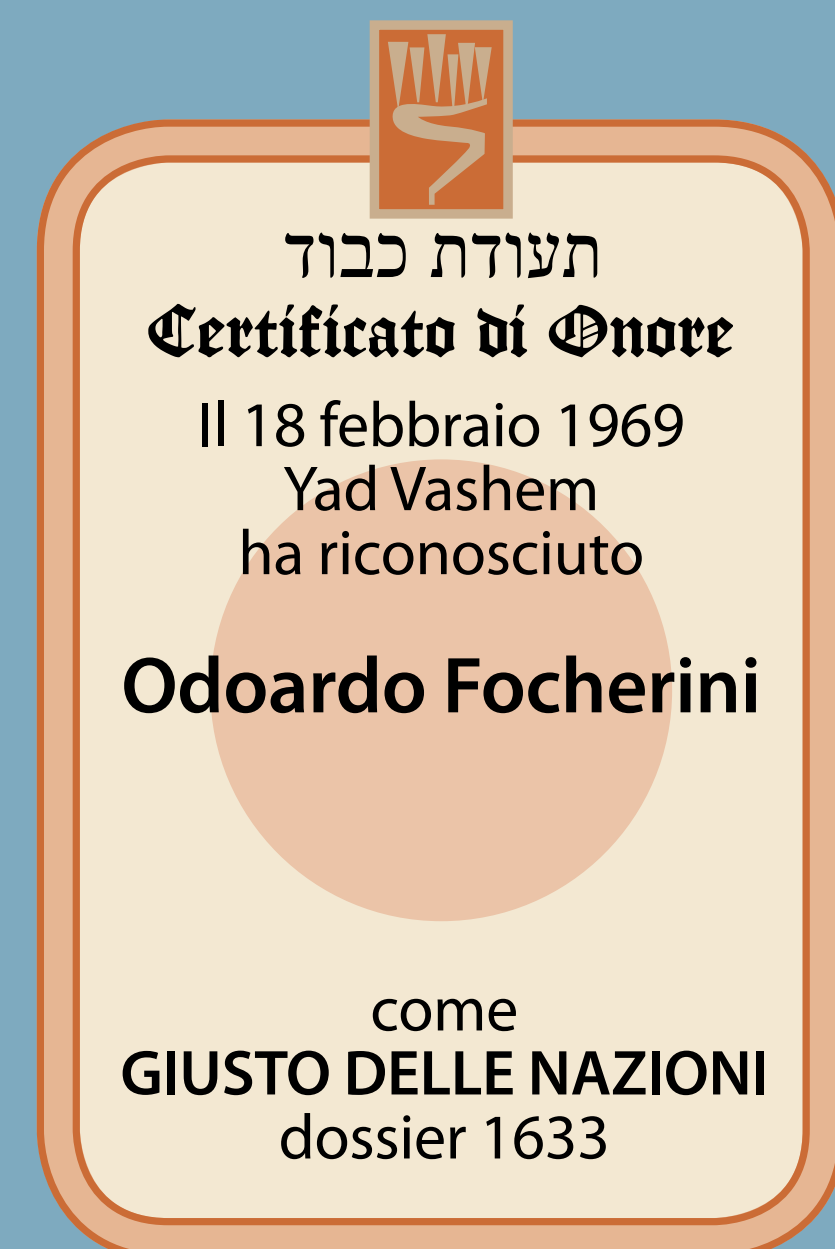 תעודת כבוד
Certificato di Onore
Il 18 febbraio 1969
Yad Vashem
ha riconosciuto
Odoardo Focherini
come
GIUSTO DELLE NAZIONI
dossier 1633